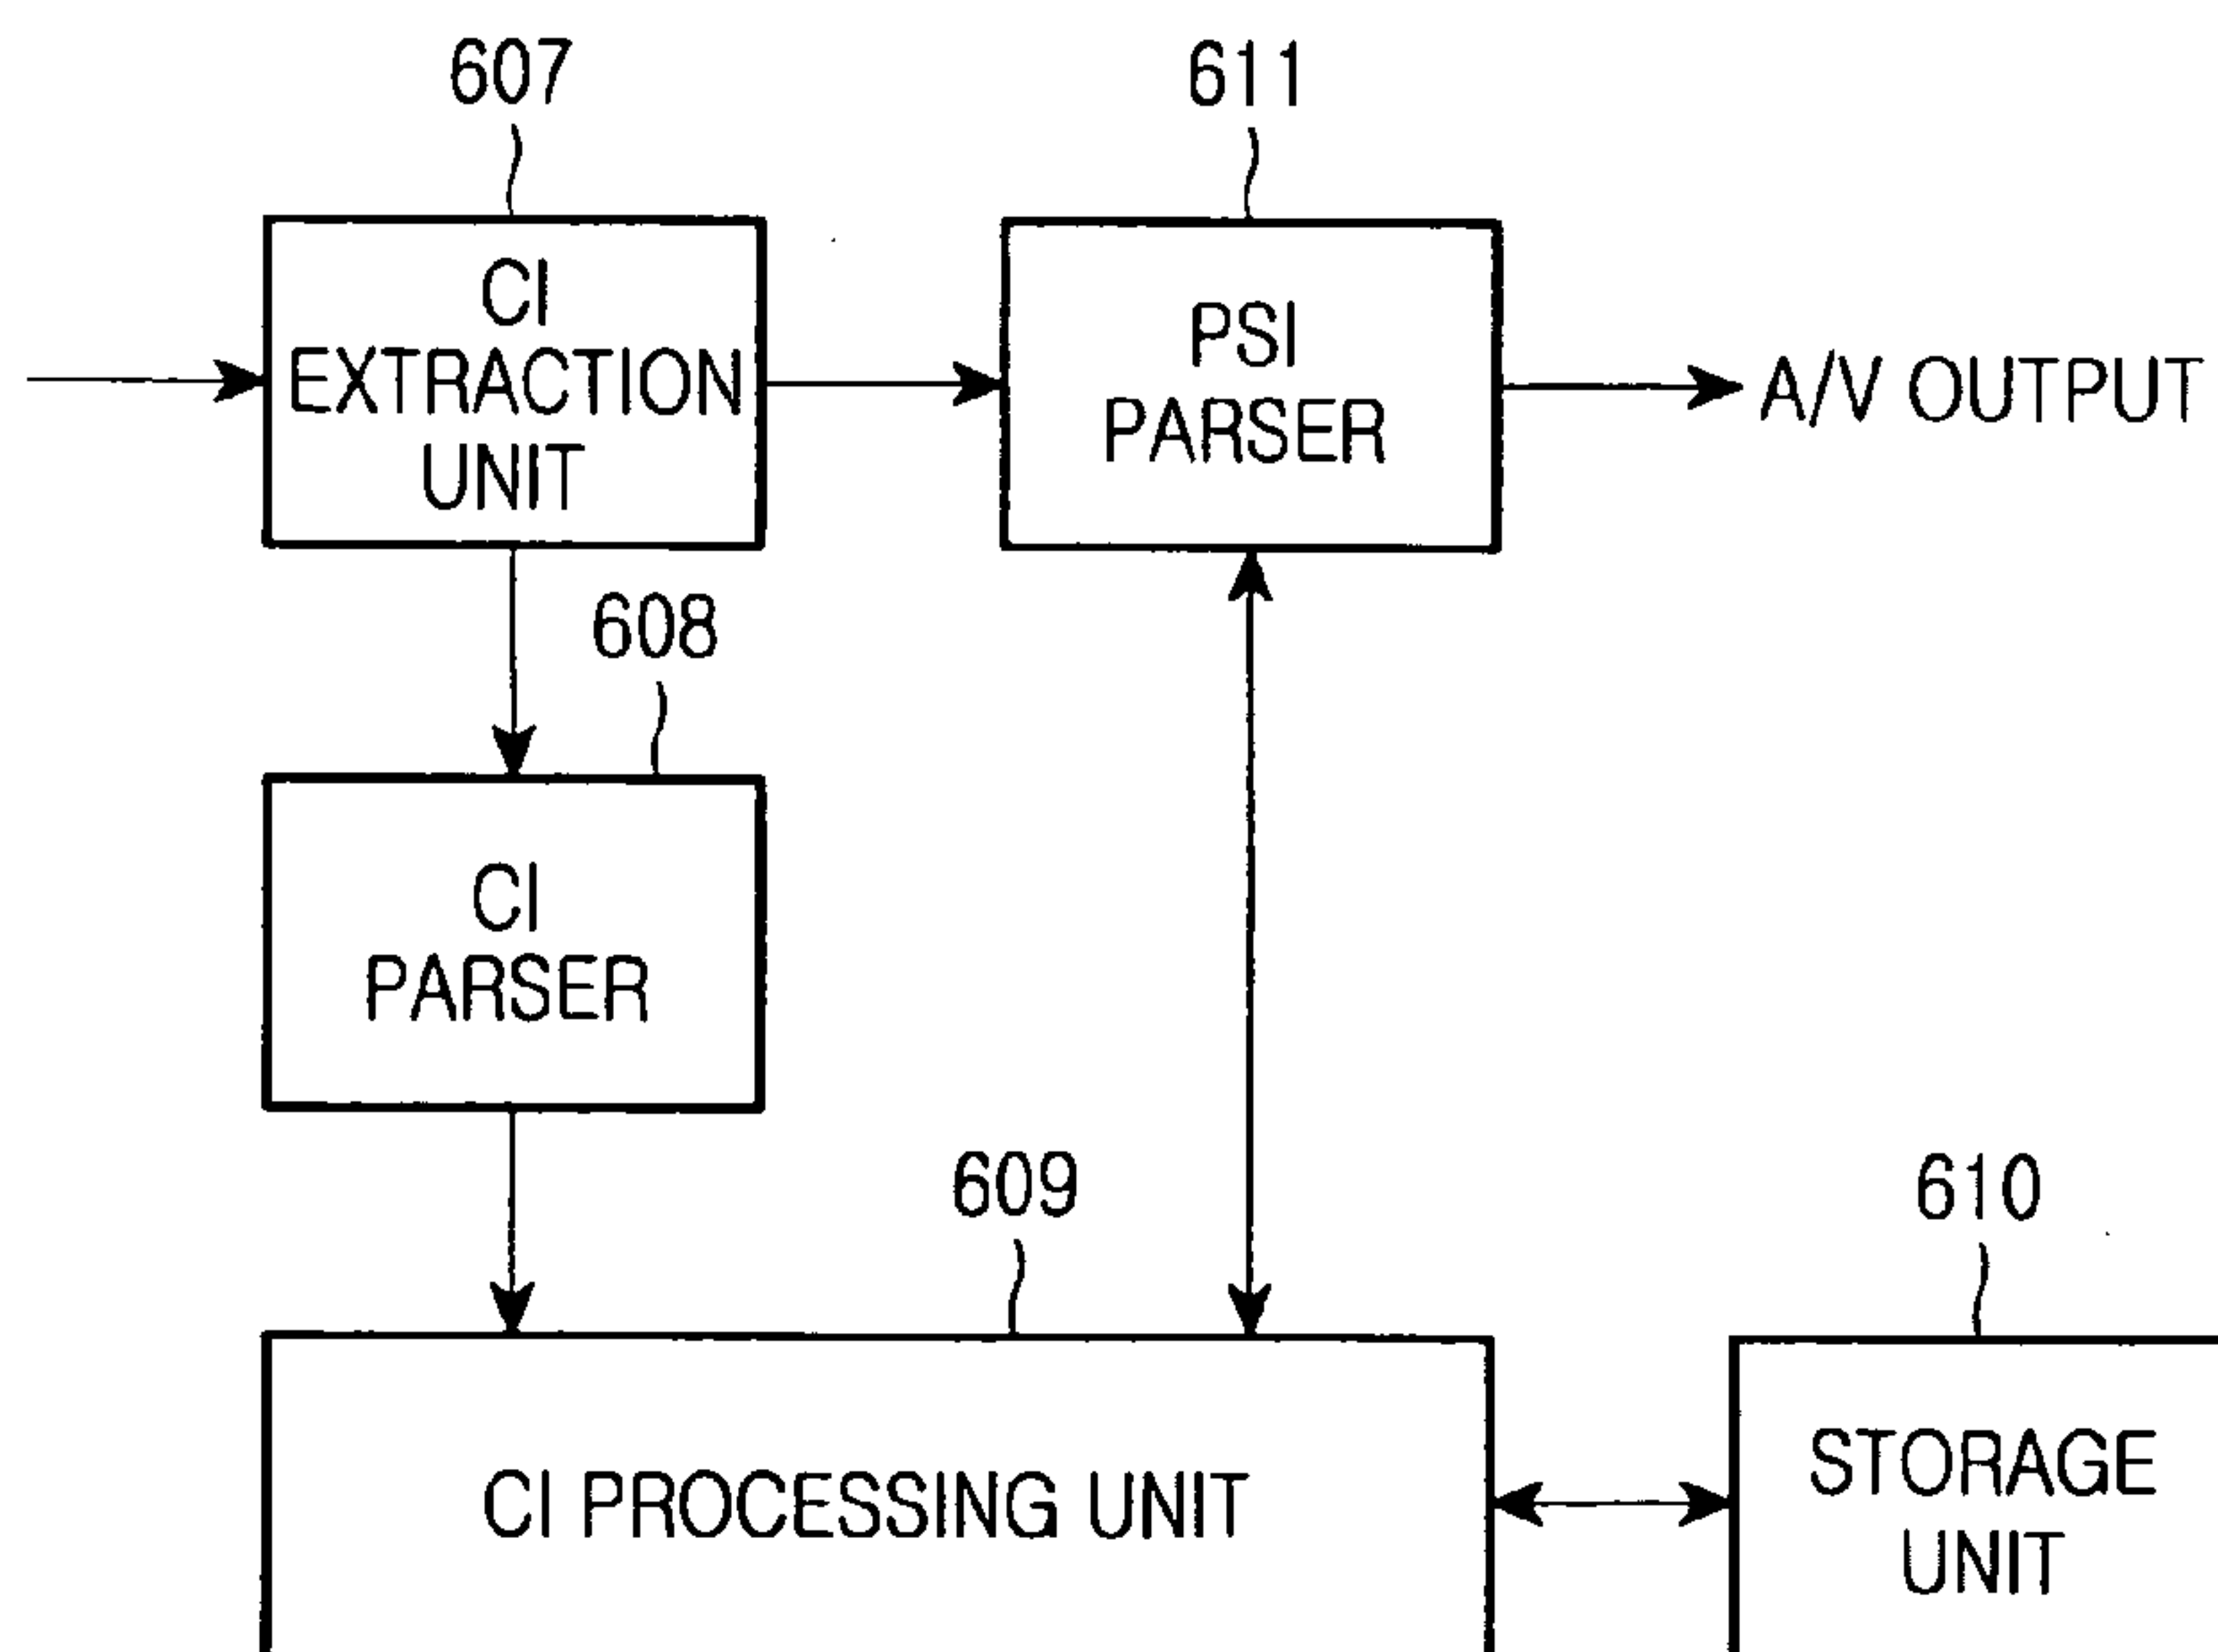 607
611
CI
EXTRACTION
UNIT
PSI
PARSER
A/V OUTPUT
608
CI
PARSER
609
610
CI PROCESSING UNIT
STORAGE
UNIT